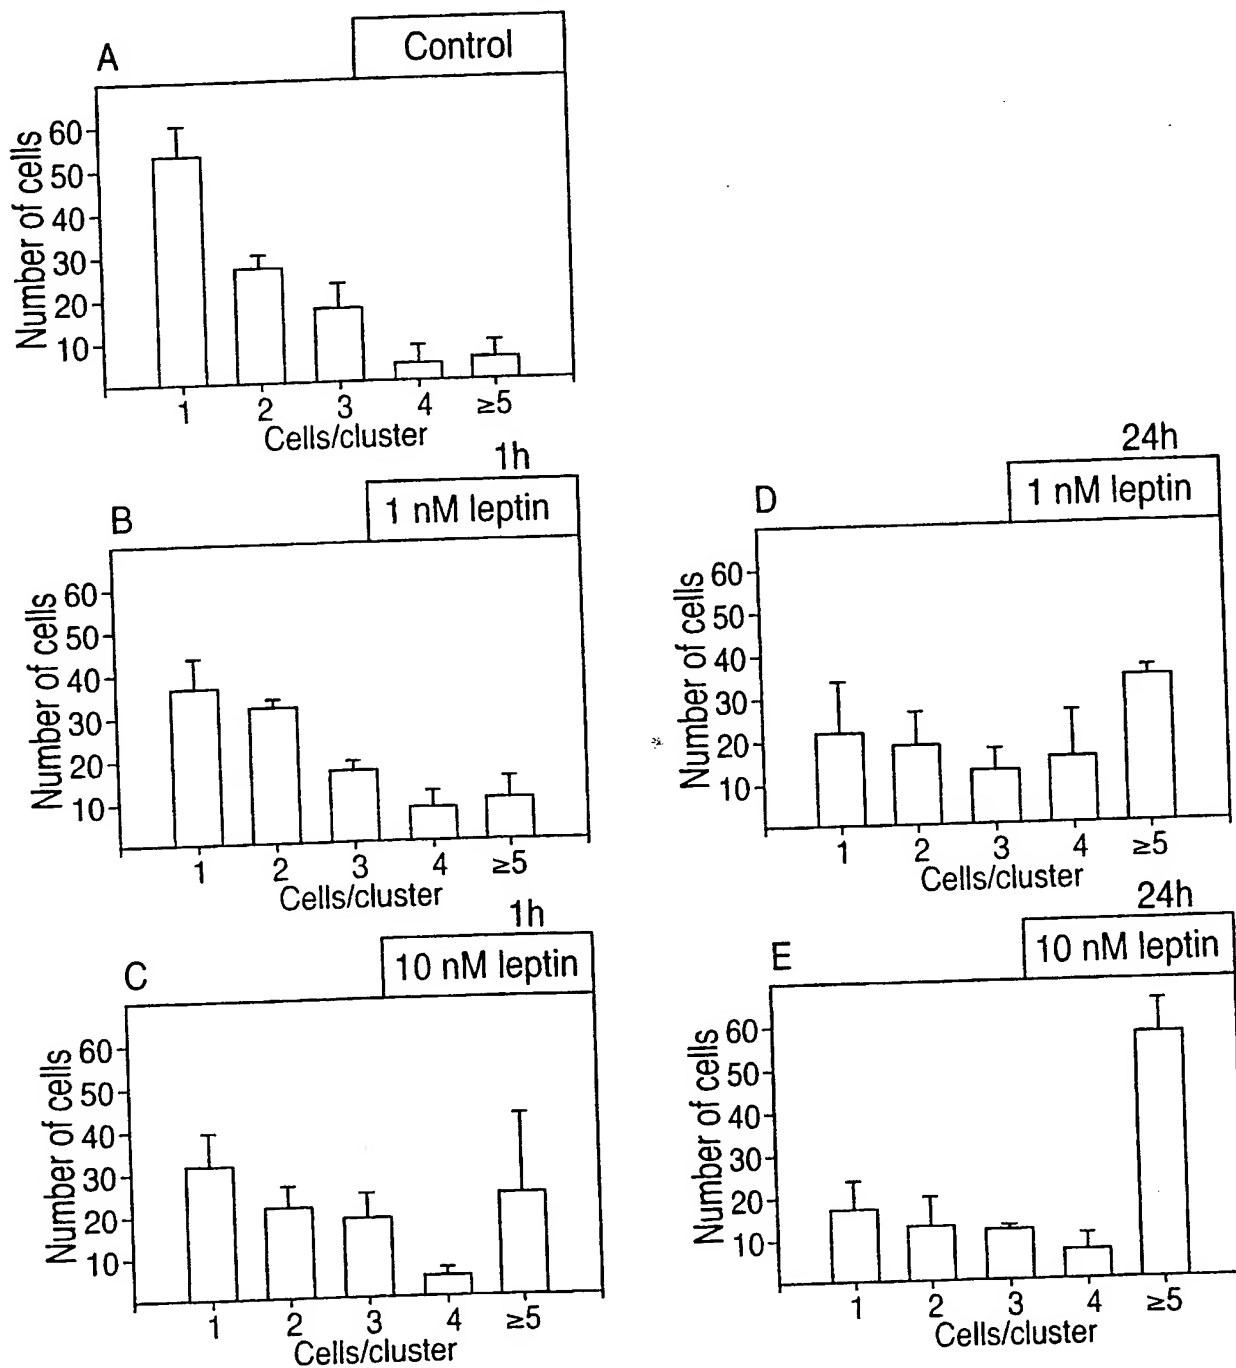 A
Control
Number of cells
60
50
40
30
20
10
1 2 3 4 ≥5
Cells/cluster
1h
B
1 nM leptin
Number of cells
60
50
40
30
20
10
1 2 3 4 ≥5
Cells/cluster
1h
C
10 nM leptin
Number of cells
60
50
40
30
20
10
1 2 3 4 ≥5
Cells/cluster
24h
D
1 nM leptin
Number of cells
60
50
40
30
20
10
1 2 3 4 ≥5
Cells/cluster
24h
E
10 nM leptin
Number of cells
60
50
40
30
20
10
1 2 3 4 ≥5
Cells/cluster